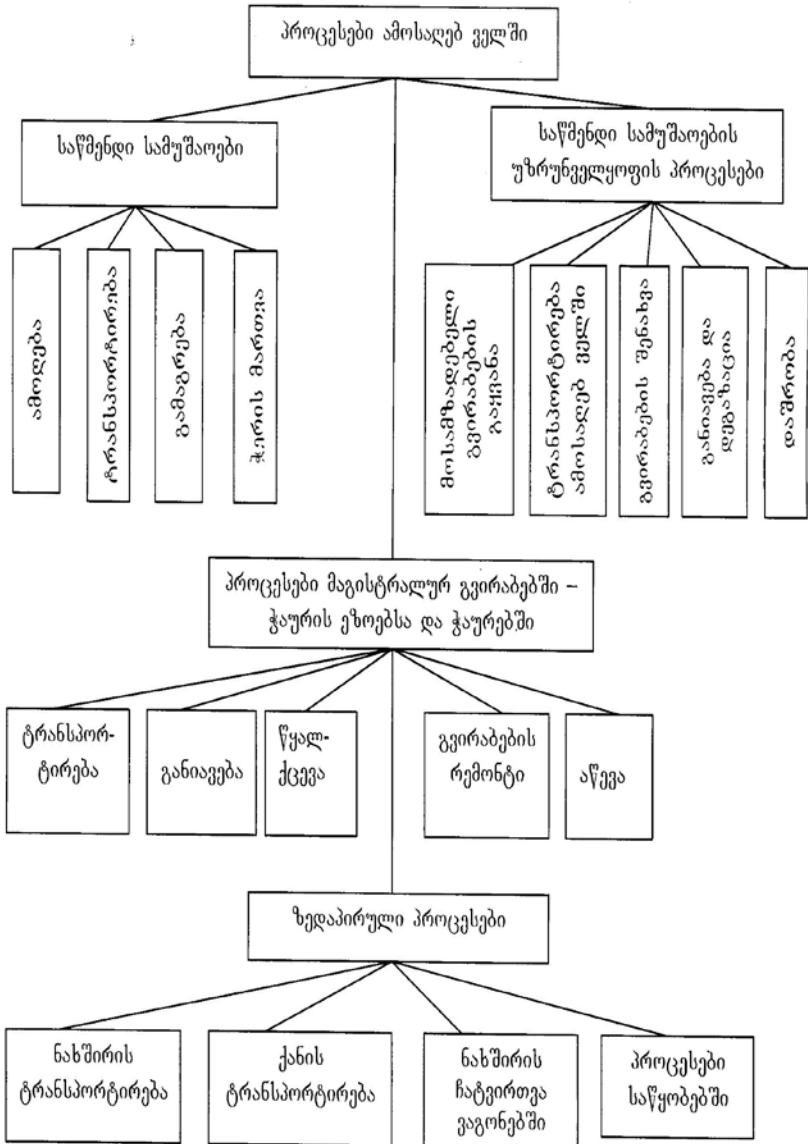 პროცესები ამოსაღებ ველში
საწმენდი სამუშაოები
საწმენდი სამუშაოების
უზრუნველყოფის პროცესები
ამოღება
ტრანსპორტირება
გამაგრება
ჭერის მართვა
მოსამზადებელი
გვირაბების
გაყვანა
ტრანსპორტირება
ამოსაღებ ველში
გვირაბების შენახვა
განიავება და
დეგაზაცია
დაშრობა
პროცესები მაგისტრალურ გვირაბებში –
ჭაურის ეზოებსა და ჭაურებში
ტრანსპორ-
ტირება
განიავება
წყალ-
ქცევა
გვირაბების
რემონტი
აწევა
ზედაპირული პროცესები
ნახშირის
ტრანსპორტირება
ქანის
ტრანსპორტირება
ნახშირის
ჩატვირთვა
ვაგონებში
პროცესები
საწყობებში